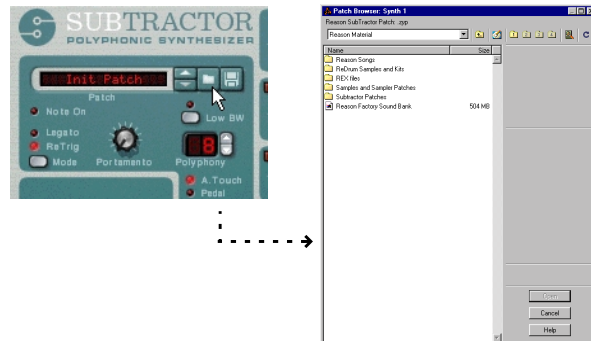 SUBTRACTOR
POLYPHONIC SYNTHESIZER
Init Patch
Patch
Note On
Low BW
Legato
ReTrig
8
Mode
Portamento
Polyphony
A.Touch
Pedal
Patch Browser: Synth 1
Reason SubTractor Patch: .zyp
Reason Material
Name
Size
Reason Songs
ReDrum Samples and Kits
REX files
Samples and Sampler Patches
Subtractor Patches
Reason Factory Sound Bank 504 MB
Open
Cancel
Help